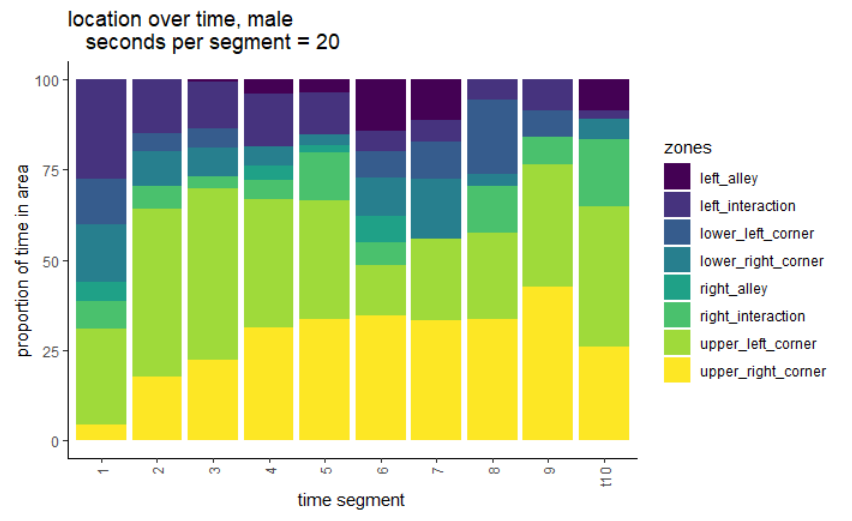 location over time, male
seconds per segment = 20
100
75
50
25
0
proportion of time in area
1 2 3 4 5 6 7 8 9 t10
time segment
zones
left_alley
left_interaction
lower_left_corner
lower_right_corner
right_alley
right_interaction
upper_left_corner
upper_right_corner